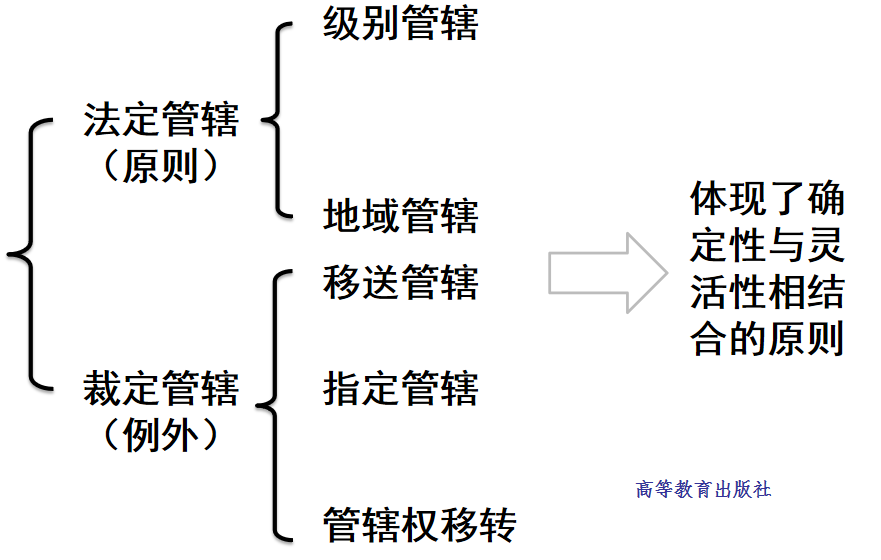 级别管辖
法定管辖
（原则）
地域管辖
移送管辖
裁定管辖
（例外）
指定管辖
管辖权移转
体现了确
定性与灵
活性相结
合的原则
高等教育出版社